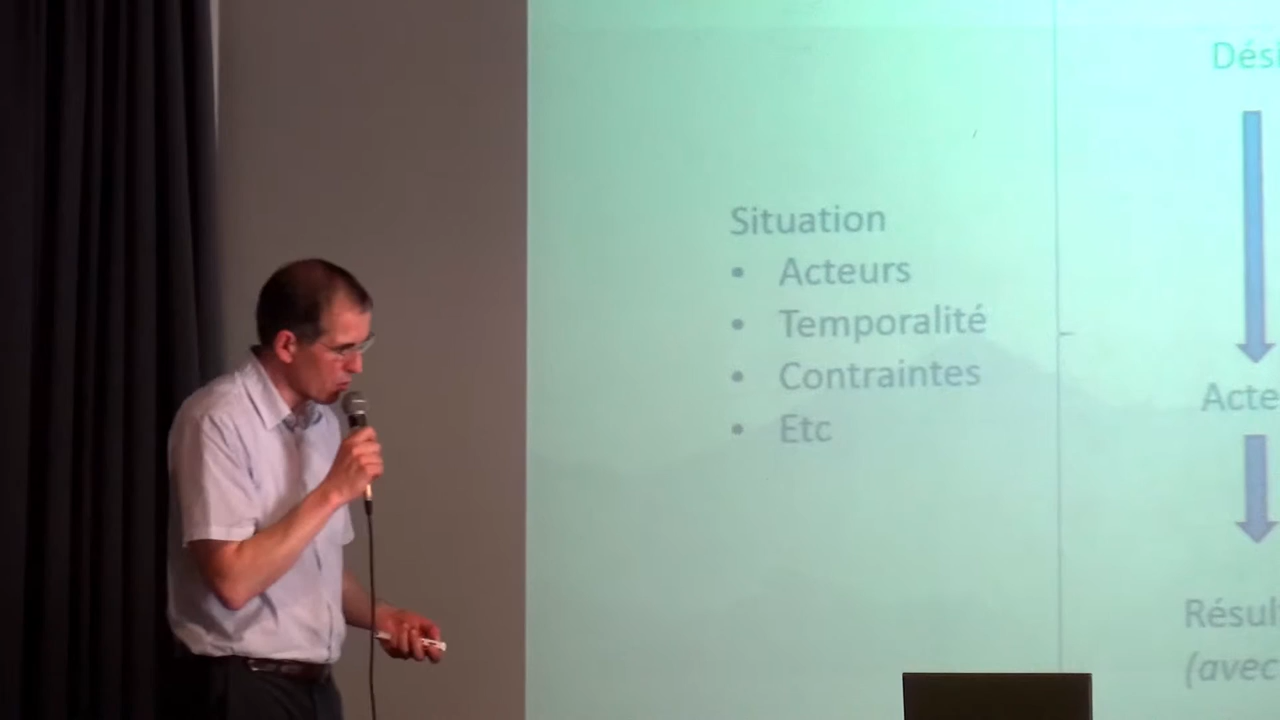 Situation
• Acteurs
• Temporalité
• Contraintes
• Etc